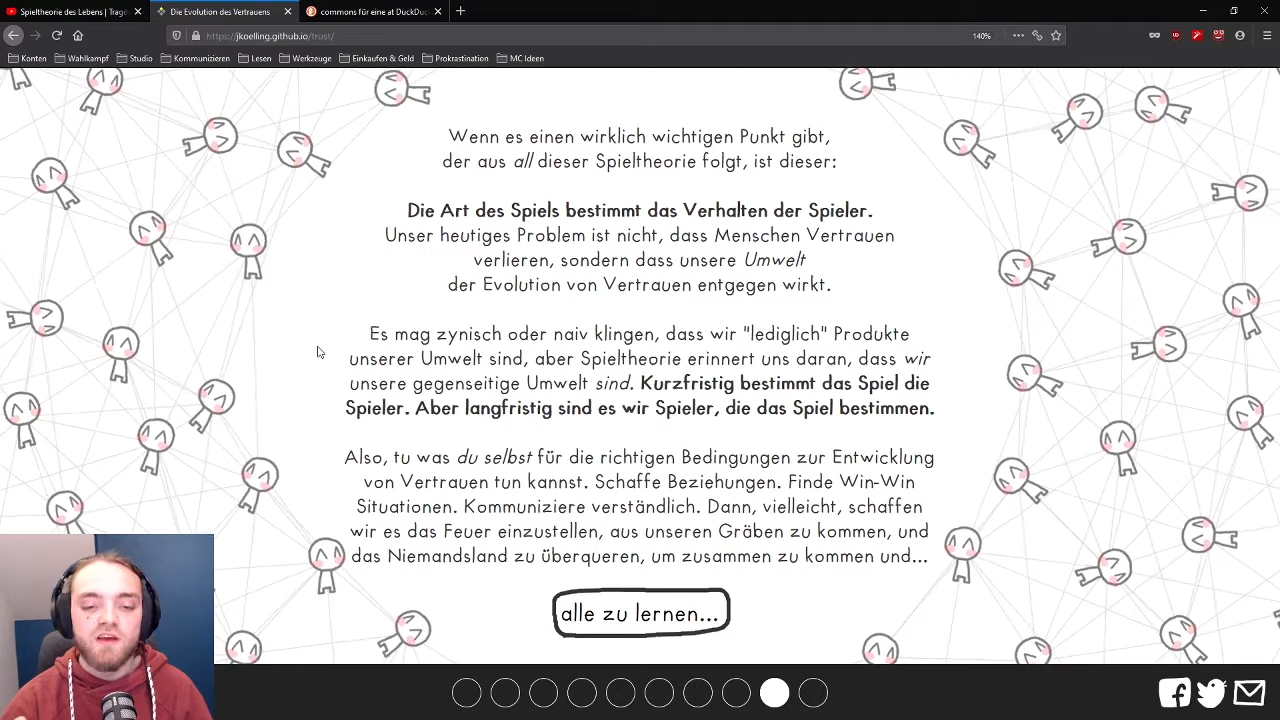 Spieltheorie des Lebens | Tragö
Die Evolution des Vertrauens
commons für eine at DuckDuc
https://jkoelling.github.io/trust/
140%
Konten
Wahlkampf
Studio
Kommunizieren
Lesen
Werkzeuge
Einkaufen & Geld
Prokrastination
MC Ideen
Wenn es einen wirklich wichtigen Punkt gibt,
der aus all dieser Spieltheorie folgt, ist dieser:
Die Art des Spiels bestimmt das Verhalten der Spieler.
Unser heutiges Problem ist nicht, dass Menschen Vertrauen
verlieren, sondern dass unsere Umwelt
der Evolution von Vertrauen entgegen wirkt.
Es mag zynisch oder naiv klingen, dass wir "lediglich" Produkte
unserer Umwelt sind, aber Spieltheorie erinnert uns daran, dass wir
unsere gegenseitige Umwelt sind. Kurzfristig bestimmt das Spiel die
Spieler. Aber langfristig sind es wir Spieler, die das Spiel bestimmen.
Also, tu was du selbst für die richtigen Bedingungen zur Entwicklung
von Vertrauen tun kannst. Schaffe Beziehungen. Finde Win-Win
Situationen. Kommuniziere verständlich. Dann, vielleicht, schaffen
wir es das Feuer einzustellen, aus unseren Gräben zu kommen, und
das Niemandsland zu überqueren, um zusammen zu kommen und...
alle zu lernen...